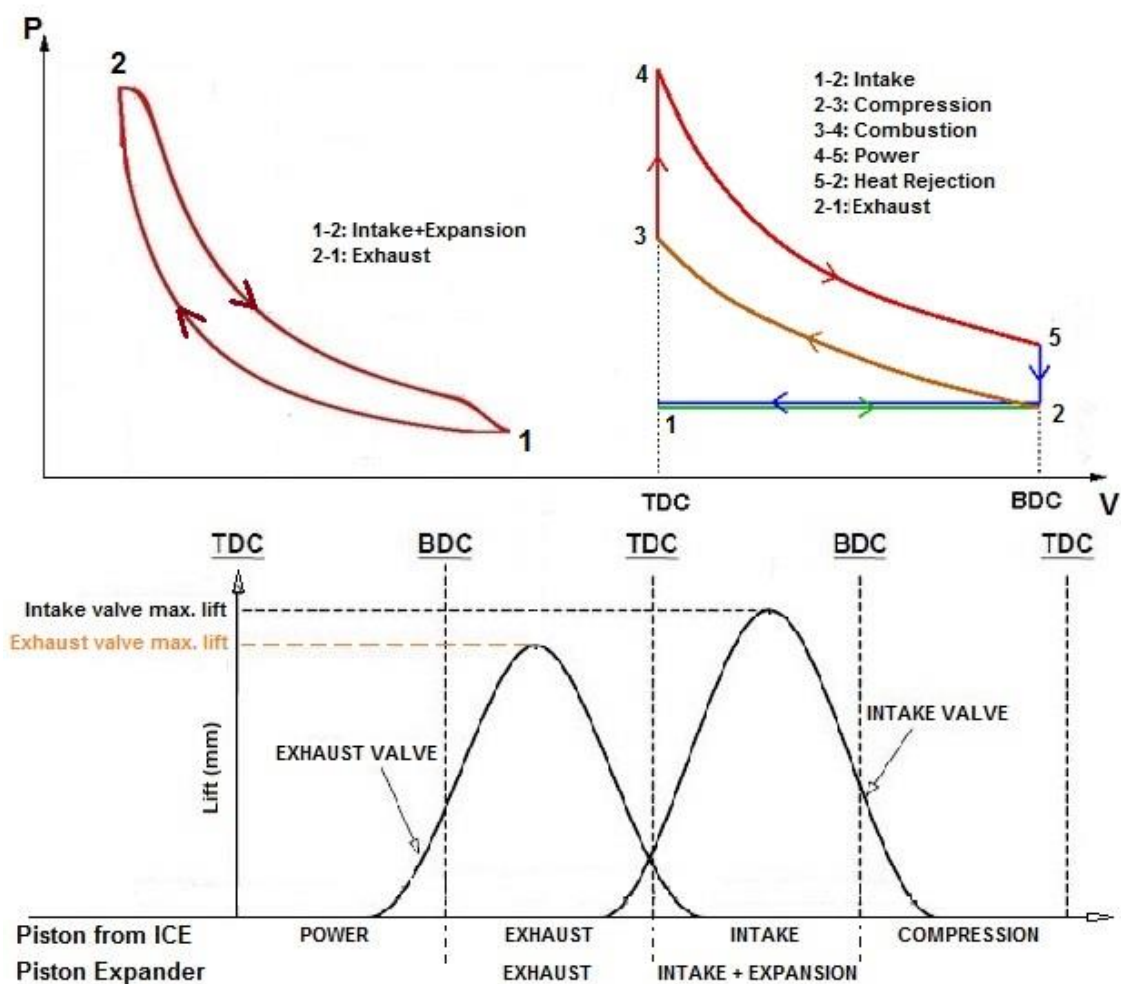 P
2
1
1-2: Intake+Expansion
2-1: Exhaust
4
3
5
2
1
1-2: Intake
2-3: Compression
3-4: Combustion
4-5: Power
5-2: Heat Rejection
2-1: Exhaust
TDC
BDC
V
TDC BDC TDC BDC TDC
Intake valve max. lift
Exhaust valve max. lift
Lift (mm)
EXHAUST VALVE
INTAKE VALVE
Piston from ICE POWER EXHAUST INTAKE COMPRESSION
Piston Expander EXHAUST INTAKE + EXPANSION